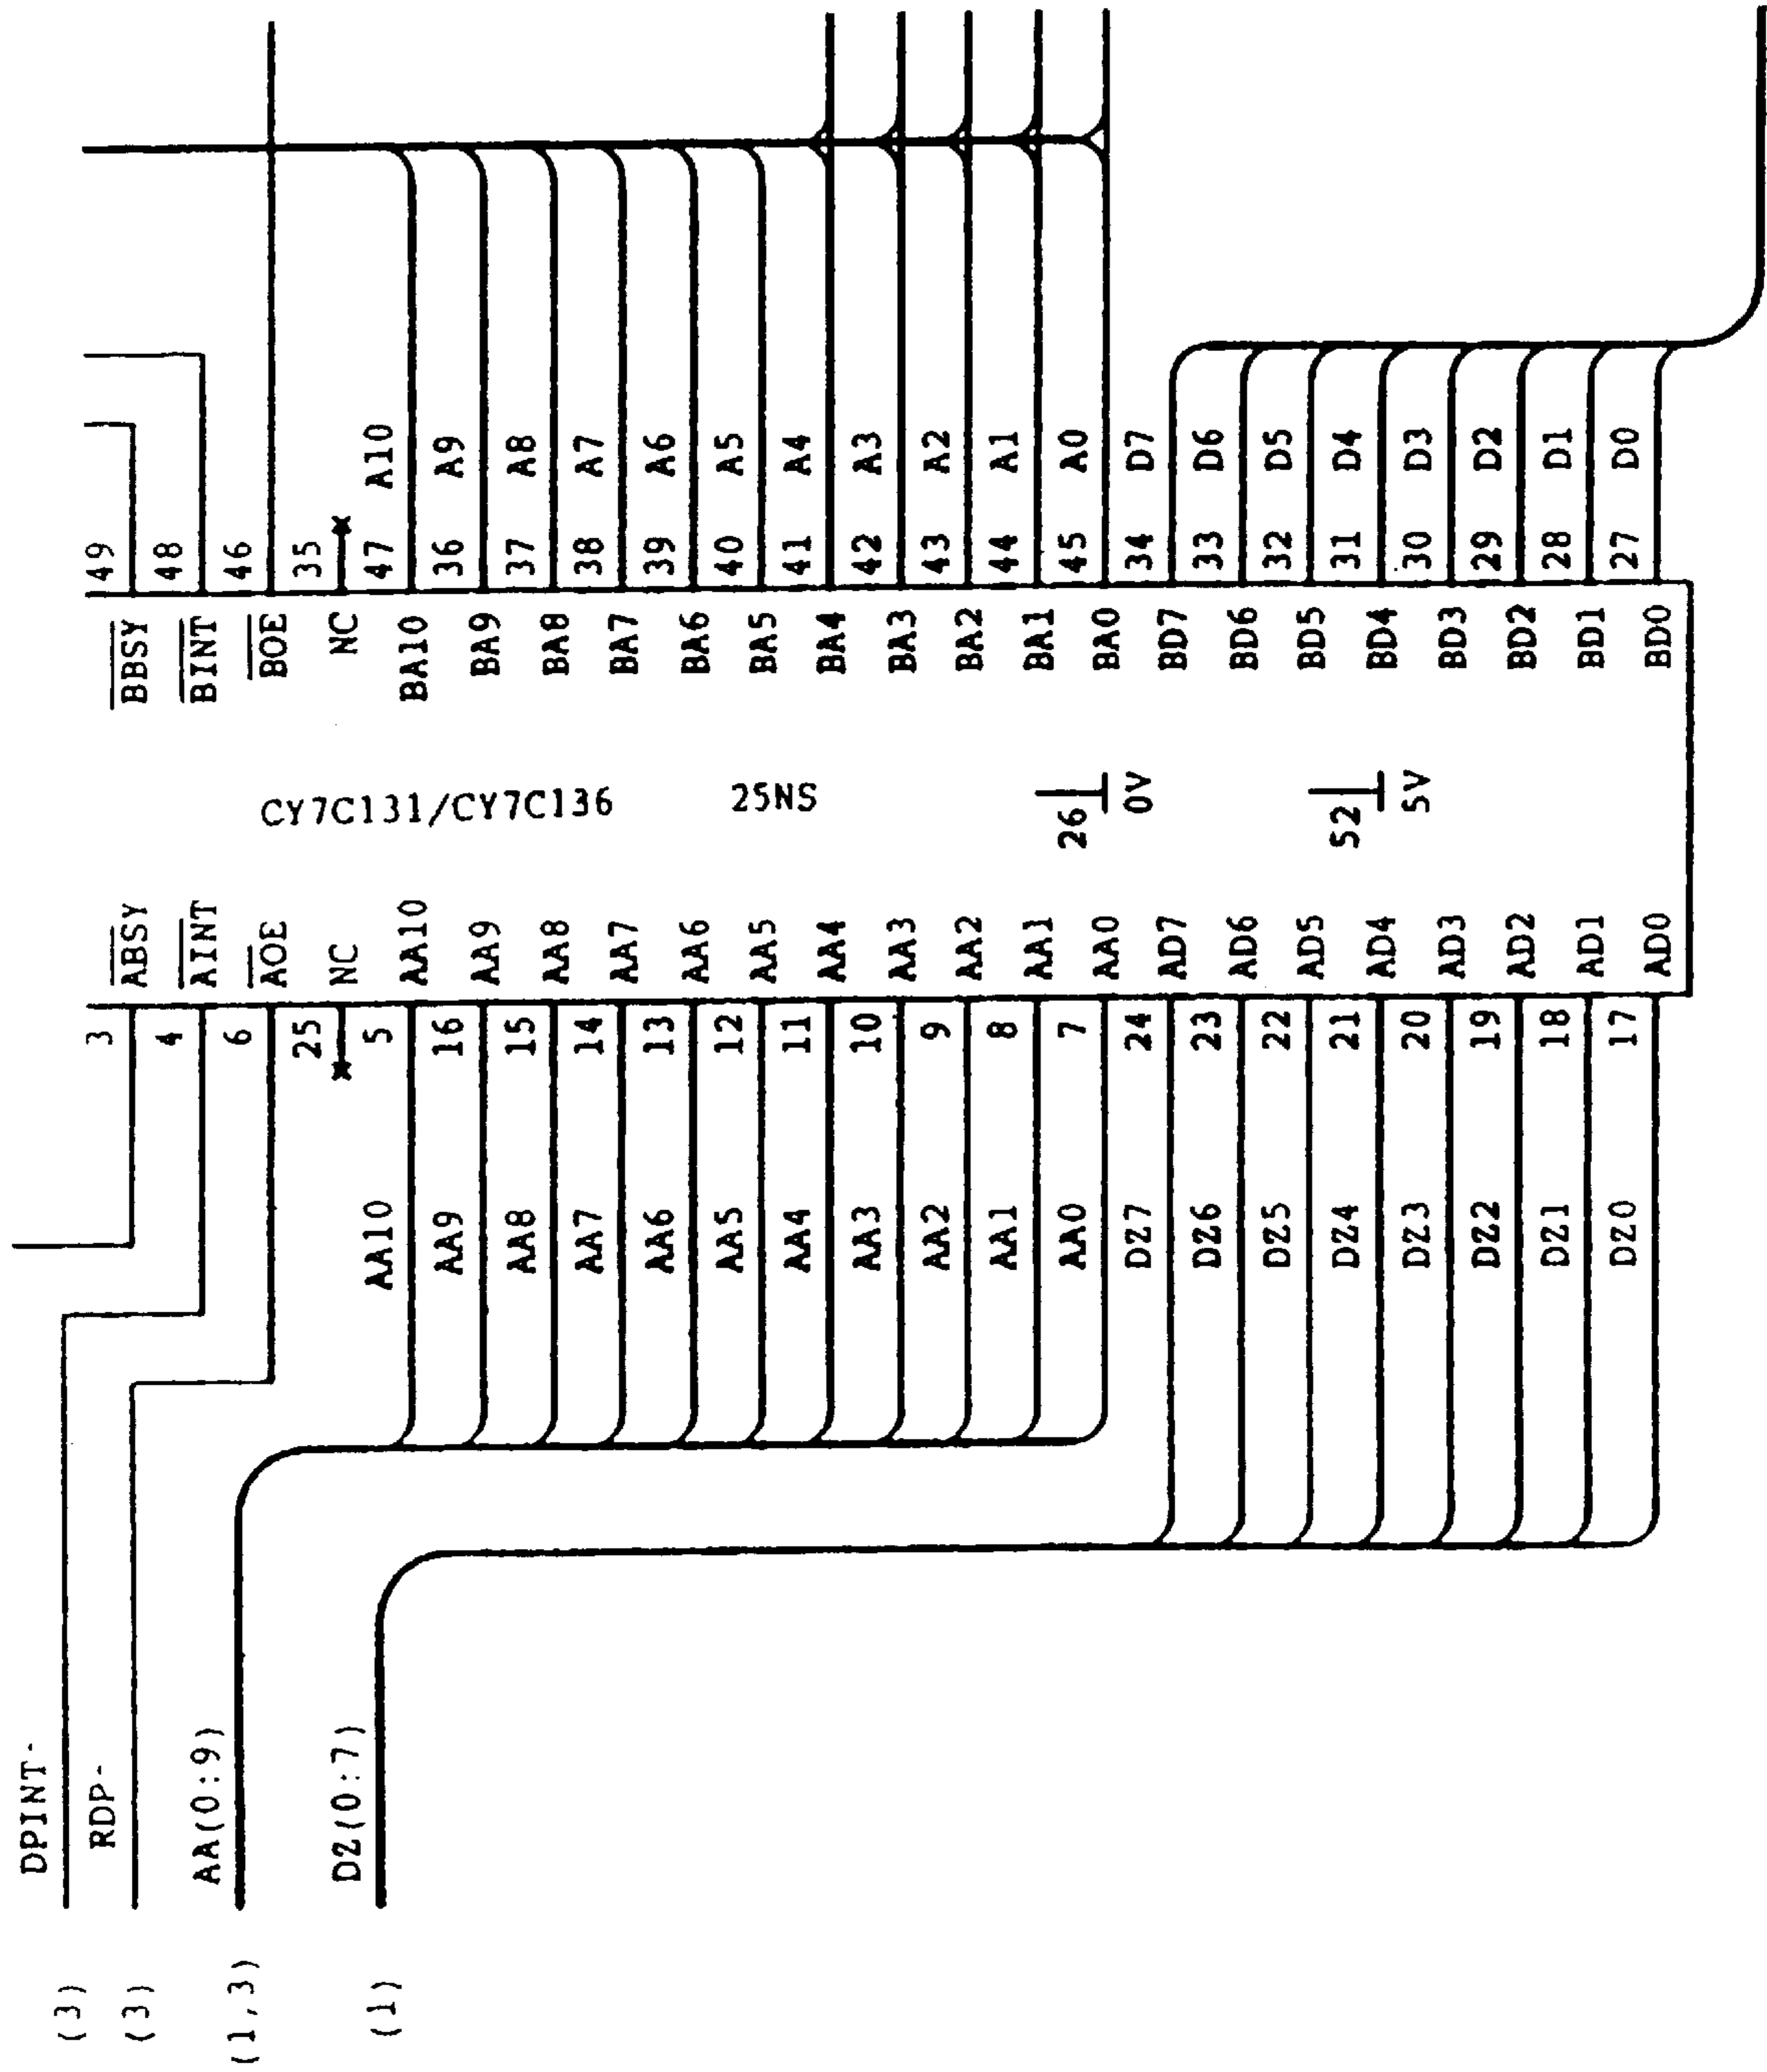 (3) DPINT-
(3) RDP-
(1,3) AA(0:9)
(1) DZ(0:7)
3 ABSY BBSY 49
4 AINT BINT 48
6 AOE BOE 46
25 NC NC 35
AA10 5 AA10 BA10 47 A10
AA9 16 AA9 BA9 36 A9
AA8 15 AA8 BA8 37 A8
AA7 14 AA7 BA7 38 A7
AA6 13 AA6 BA6 39 A6
AA5 12 AA5 BA5 40 A5
AA4 11 AA4 BA4 41 A4
AA3 10 AA3 BA3 42 A3
AA2 9 AA2 BA2 43 A2
AA1 8 AA1 BA1 44 A1
AA0 7 AA0 BA0 45 A0
DZ7 24 AD7 BD7 34 D7
DZ6 23 AD6 BD6 33 D6
DZ5 22 AD5 BD5 32 D5
DZ4 21 AD4 BD4 31 D4
DZ3 20 AD3 BD3 30 D3
DZ2 19 AD2 BD2 29 D2
DZ1 18 AD1 BD1 28 D1
DZ0 17 AD0 BD0 27 D0
CY7C131/CY7C136
25NS
26
0V
52
5V